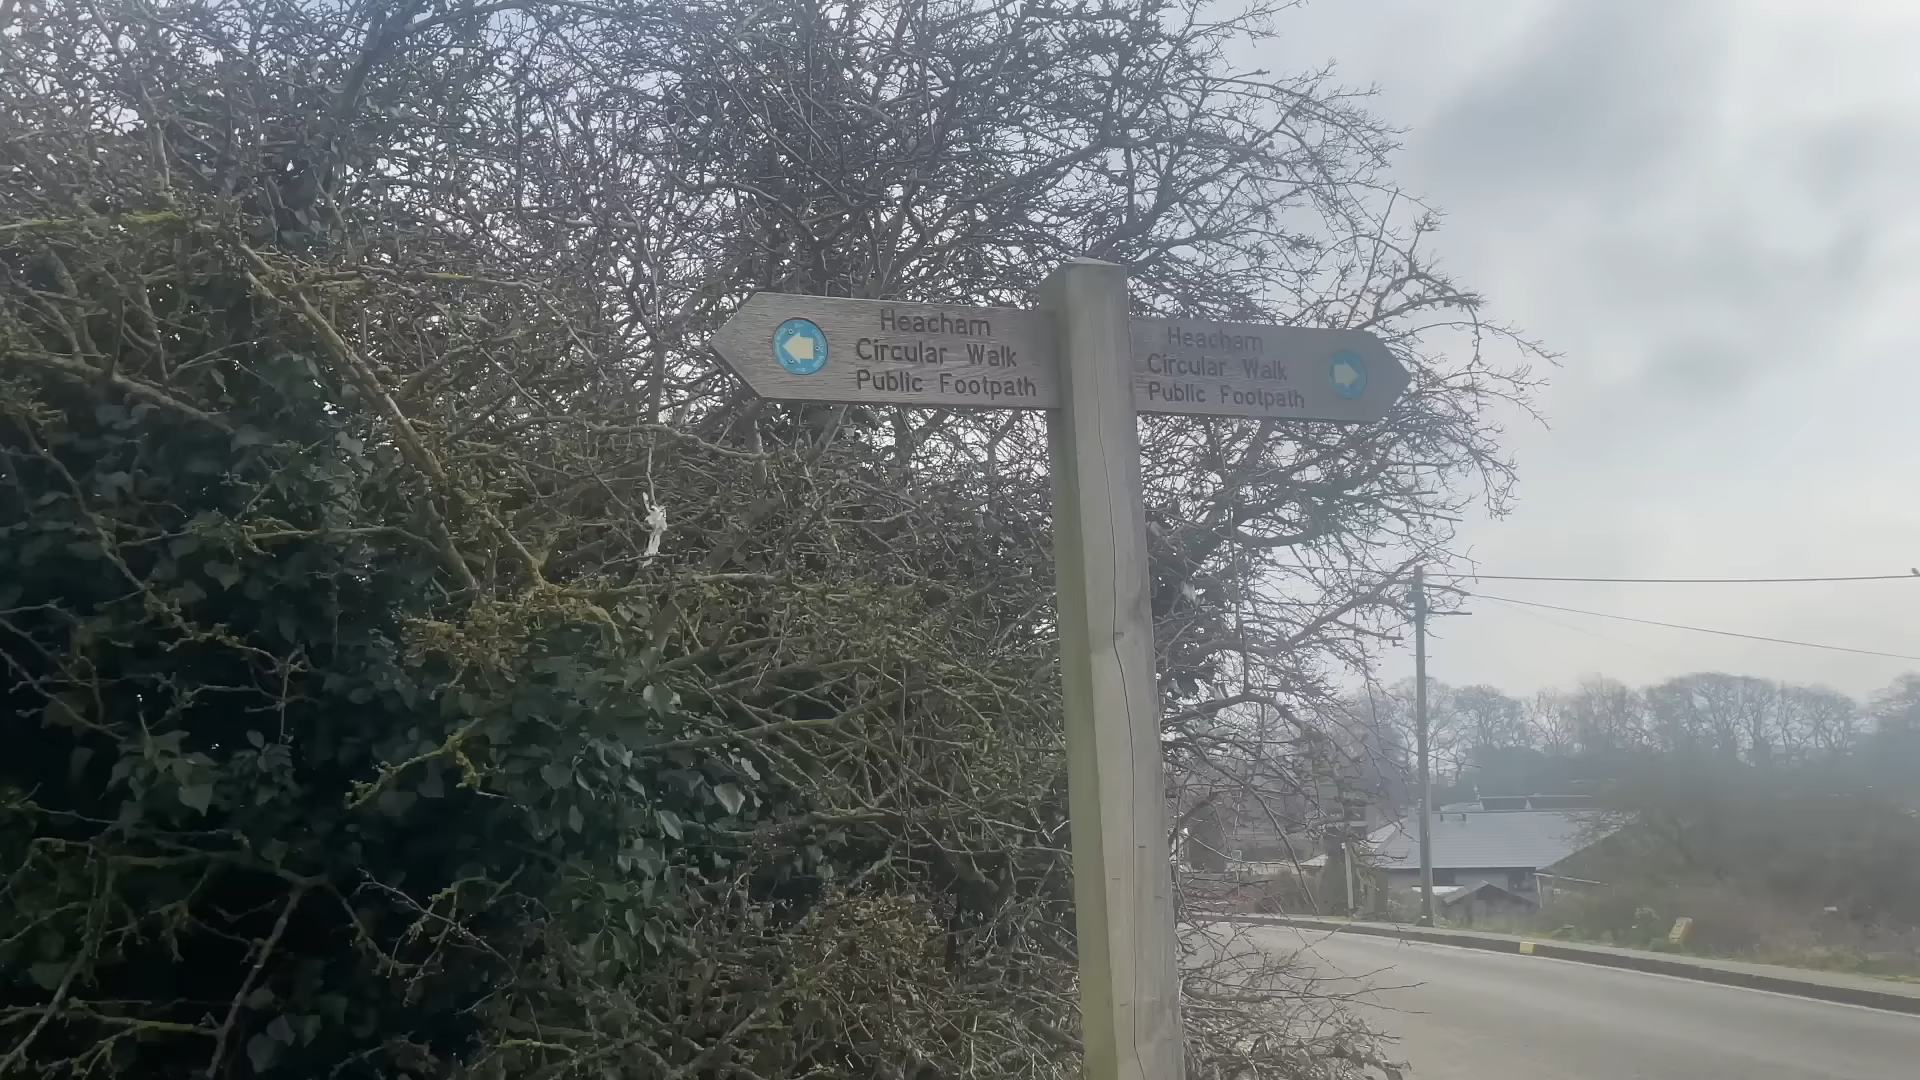 Heacham
Circular Walk
Public Footpath
Heacham
Circular Walk
Public Footpath